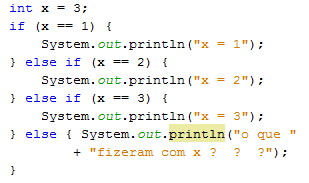 int x = 3;
if (x == 1) {
    System.out.println("x = 1");
} else if (x == 2) {
    System.out.println("x = 2");
} else if (x == 3) {
    System.out.println("x = 3");
} else { System.out.println("o que "
        + "fizeram com x ?  ?  ?");
}